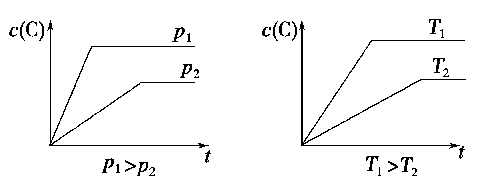 c(C)
p₁
p₂
t
p₁>p₂
c(C)
T₁
T₂
t
T₁>T₂